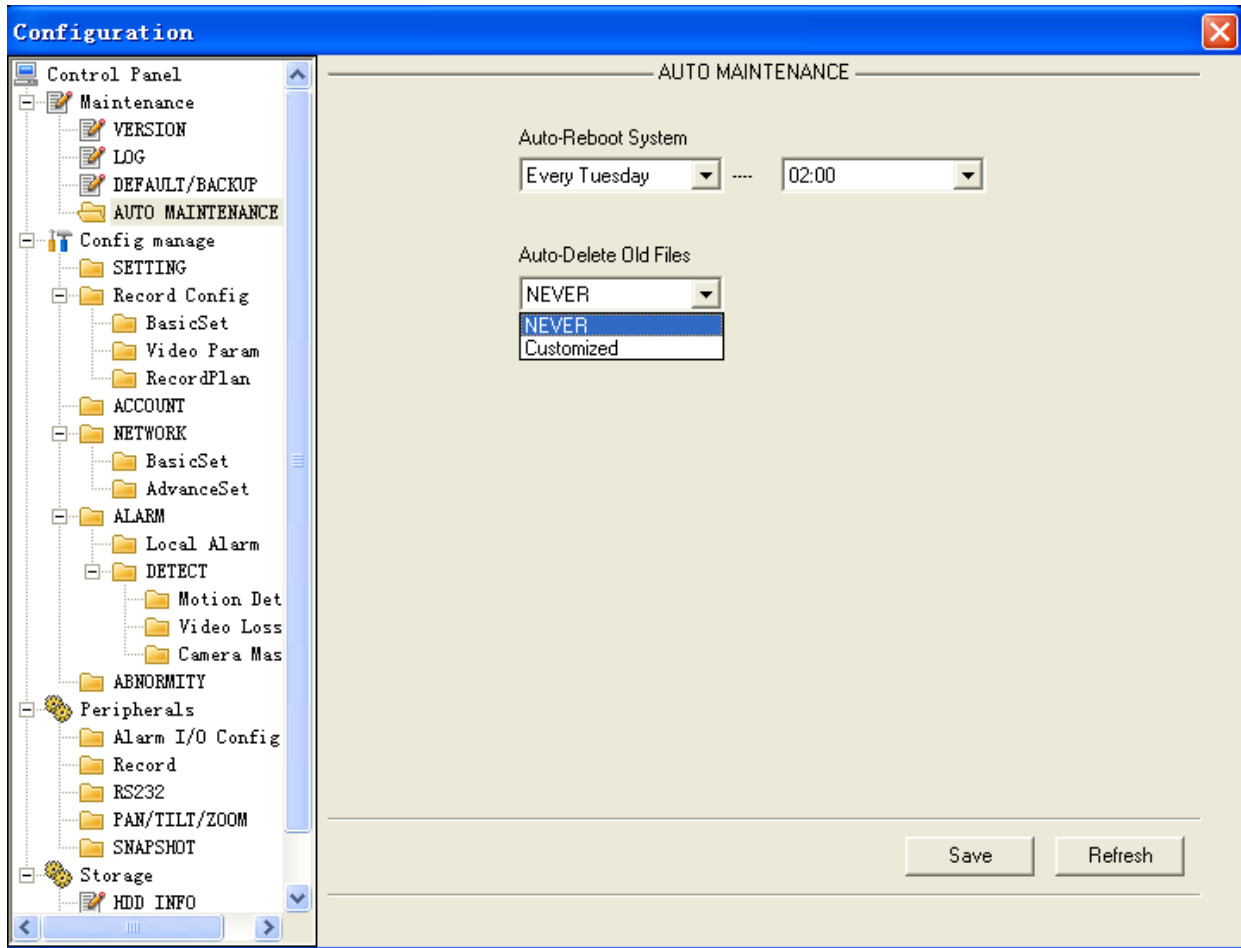 Configuration
Control Panel
Maintenance
VERSION
LOG
DEFAULT/BACKUP
AUTO MAINTENANCE
Config manage
SETTING
Record Config
BasicSet
Video Param
RecordPlan
ACCOUNT
NETWORK
BasicSet
AdvanceSet
ALARM
Local Alarm
DETECT
Motion Det
Video Loss
Camera Mas
ABNORMITY
Peripherals
Alarm I/O Config
Record
RS232
PAN/TILT/ZOOM
SNAPSHOT
Storage
HDD INFO
AUTO MAINTENANCE
Auto-Reboot System
Every Tuesday ---- 02:00
Auto-Delete Old Files
NEVER
NEVER
Customized
Save Refresh